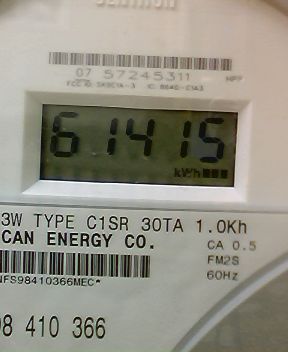 CENTRON
07 57245311
61415
kWh
3W TYPE C1SR 30TA 1.0Kh
CAN ENERGY CO.
CA 0.5
FM2S
60Hz
NFS98410366MEC*
98 410 366